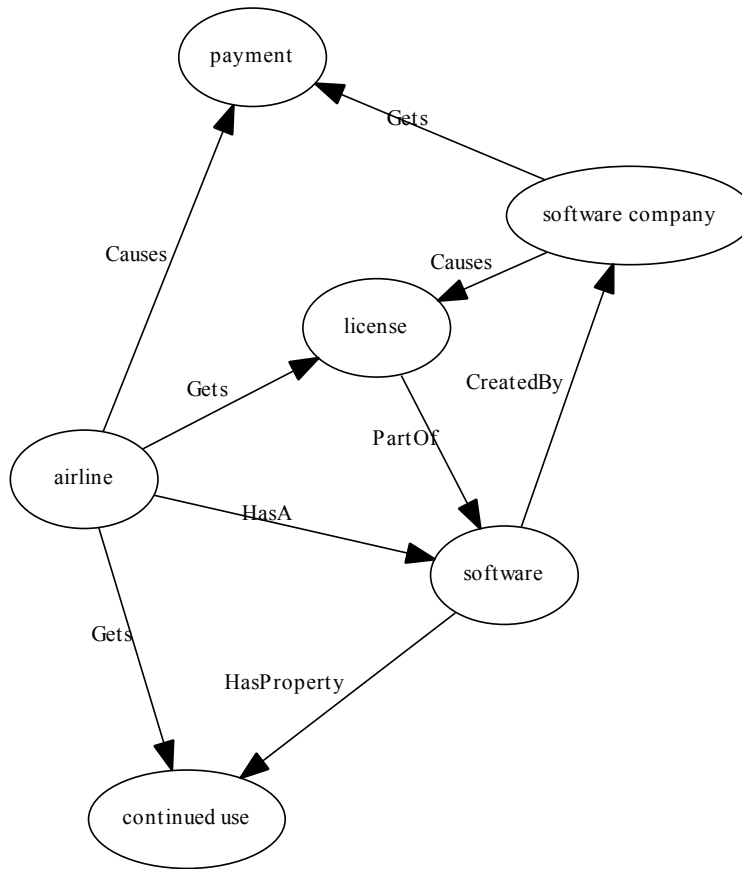 payment
Gets
software company
Causes
Causes
license
CreatedBy
Gets
PartOf
airline
HasA
software
Gets
HasProperty
continued use